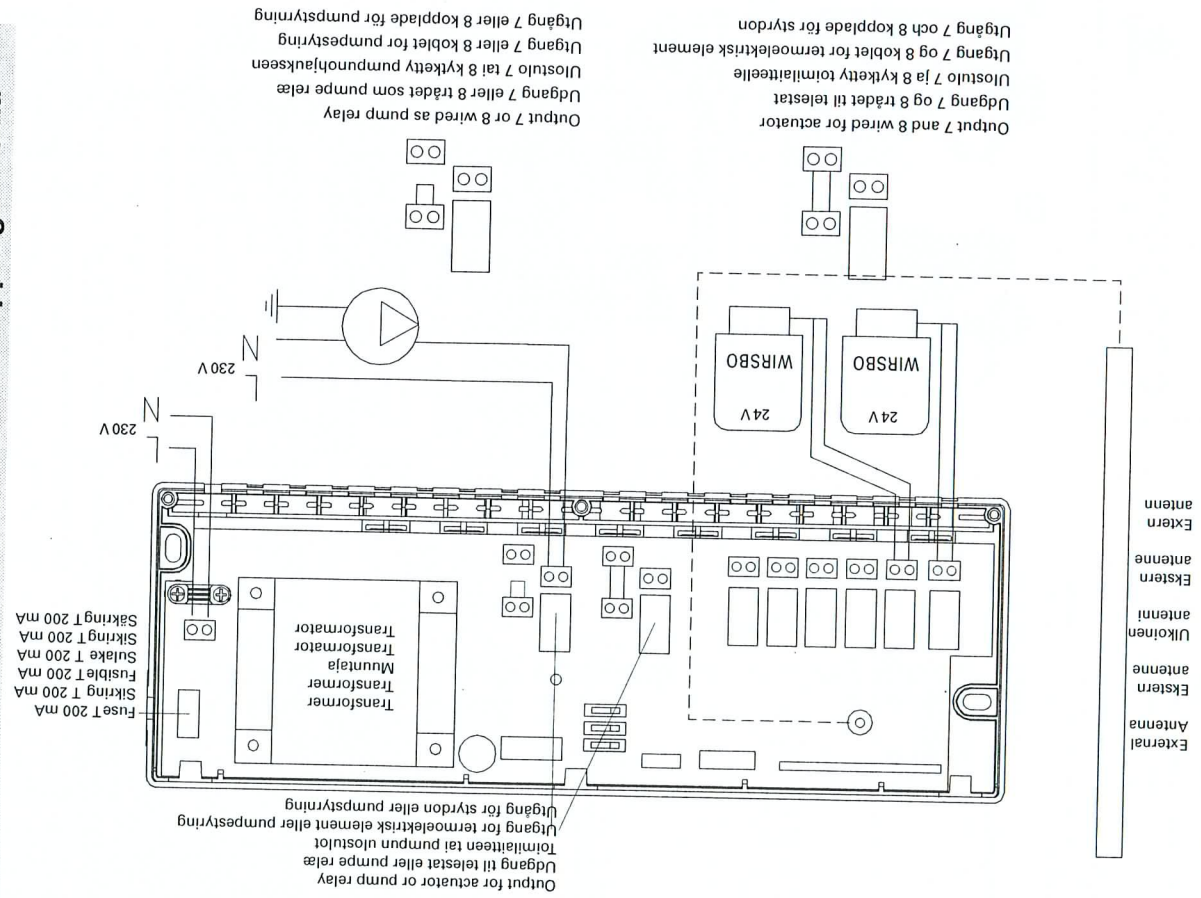 Output for actuator or pump relay
Udgang til telestat eller pumpe relæ
Toimilaitteen tai pumpun ulostulot
Utgang for termoelektrisk element eller pumpestyring
Utgång för styrdon eller pumpstyring
External
Antenna
Ekstern
antenne
Ulkoinen
antenni
Ekstern
antenne
Extern
antenn
Transformer
Transformer
Muuntaja
Transformator
Transformator
Fuse T 200 mA
Sikring T 200 mA
Fusible T 200 mA
Sulake T 200 mA
Sikring T 200 mA
Säkring T 200 mA
L
230 V
N
24 V
WIRSBO
24 V
WIRSBO
L
230 V
N
Output 7 and 8 wired for actuator
Udgang 7 og 8 trådet til telestat
Ulostulo 7 ja 8 kytketty toimilaitteelle
Utgang 7 og 8 koblet for termoelektrisk element
Utgång 7 och 8 kopplade för styrdon
Output 7 or 8 wired as pump relay
Udgang 7 eller 8 trådet som pumpe relæ
Ulostulo 7 tai 8 kytketty pumpunohjaukseen
Utgang 7 eller 8 koblet for pumpestyring
Utgång 7 eller 8 kopplade för pumpstyring